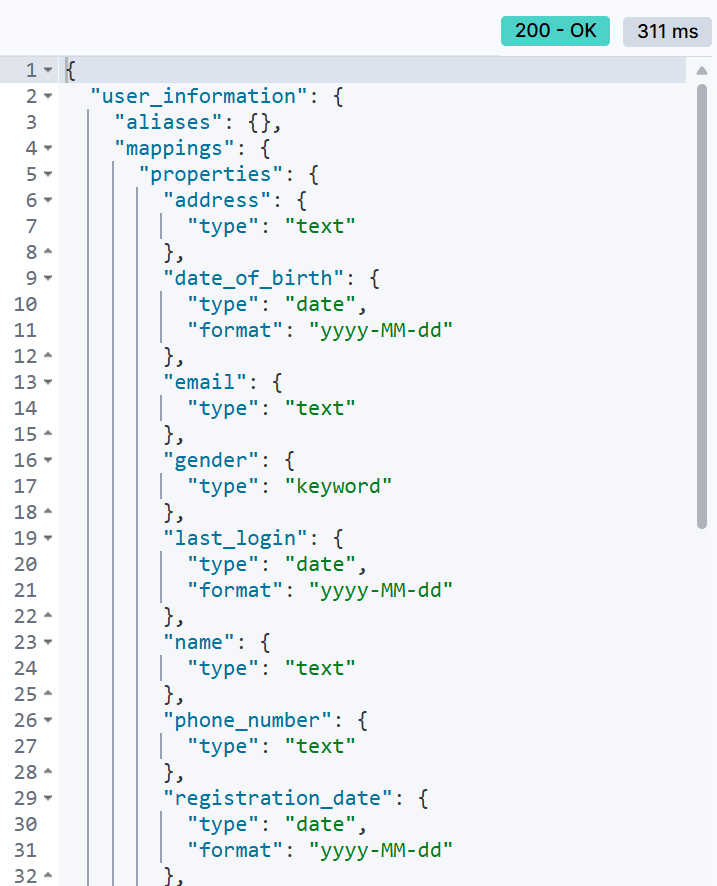 200 - OK 311 ms
1 {
2 "user_information": {
3 "aliases": {},
4 "mappings": {
5 "properties": {
6 "address": {
7 "type": "text"
8 },
9 "date_of_birth": {
10 "type": "date",
11 "format": "yyyy-MM-dd"
12 },
13 "email": {
14 "type": "text"
15 },
16 "gender": {
17 "type": "keyword"
18 },
19 "last_login": {
20 "type": "date",
21 "format": "yyyy-MM-dd"
22 },
23 "name": {
24 "type": "text"
25 },
26 "phone_number": {
27 "type": "text"
28 },
29 "registration_date": {
30 "type": "date",
31 "format": "yyyy-MM-dd"
32 },